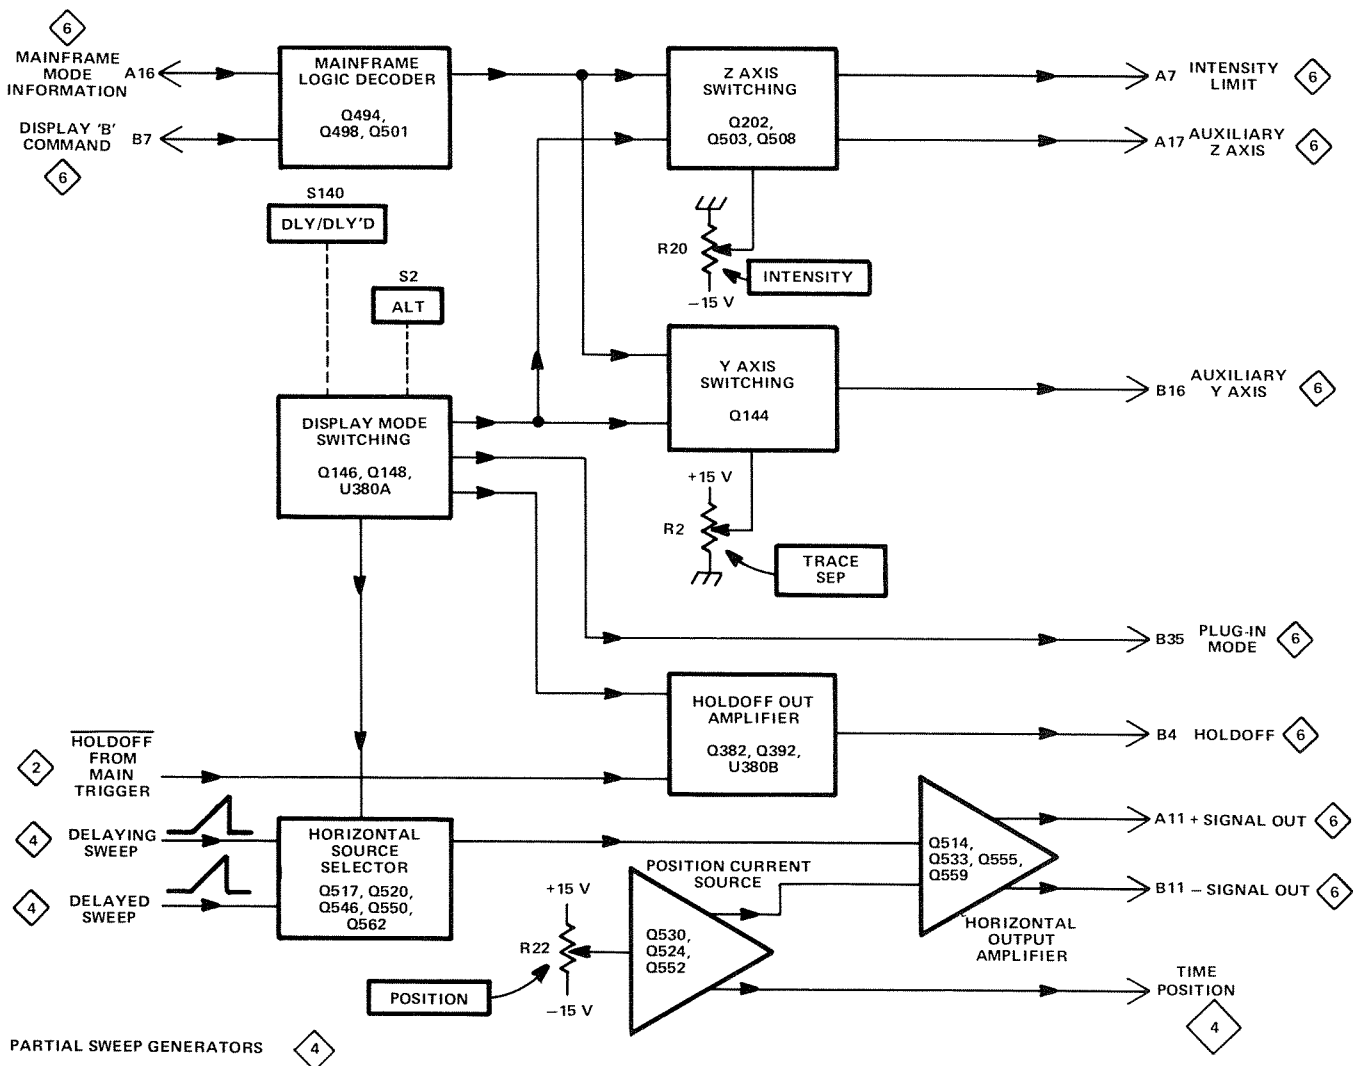 6
MAINFRAME
MODE
INFORMATION
A16
DISPLAY 'B'
COMMAND
B7
6
MAINFRAME
LOGIC DECODER
Q494,
Q498, Q501
Z AXIS
SWITCHING
Q202,
Q503, Q508
A7 INTENSITY
LIMIT
6
A17 AUXILIARY
Z AXIS
6
S140
DLY/DLY'D
S2
ALT
R20
INTENSITY
–15 V
DISPLAY MODE
SWITCHING
Q146, Q148,
U380A
Y AXIS
SWITCHING
Q144
B16 AUXILIARY
Y AXIS
6
+15 V
R2
TRACE
SEP
B35 PLUG-IN
MODE
6
HOLDOFF OUT
AMPLIFIER
Q382, Q392,
U380B
B4 HOLDOFF
6
2
HOLDOFF
FROM
MAIN
TRIGGER
4
DELAYING
SWEEP
4
DELAYED
SWEEP
HORIZONTAL
SOURCE
SELECTOR
Q517, Q520,
Q546, Q550,
Q562
POSITION CURRENT
SOURCE
+15 V
R22
–15 V
POSITION
Q530,
Q524,
Q552
Q514,
Q533, Q555,
Q559
HORIZONTAL
OUTPUT
AMPLIFIER
A11 + SIGNAL OUT
6
B11 – SIGNAL OUT
6
TIME
POSITION
4
PARTIAL SWEEP GENERATORS
4